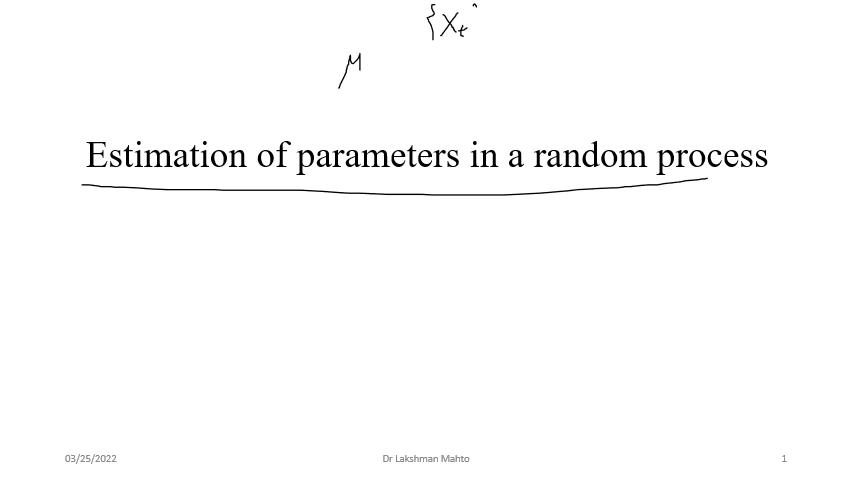 {Xt
μ
Estimation of parameters in a random process
03/25/2022 Dr Lakshman Mahto 1